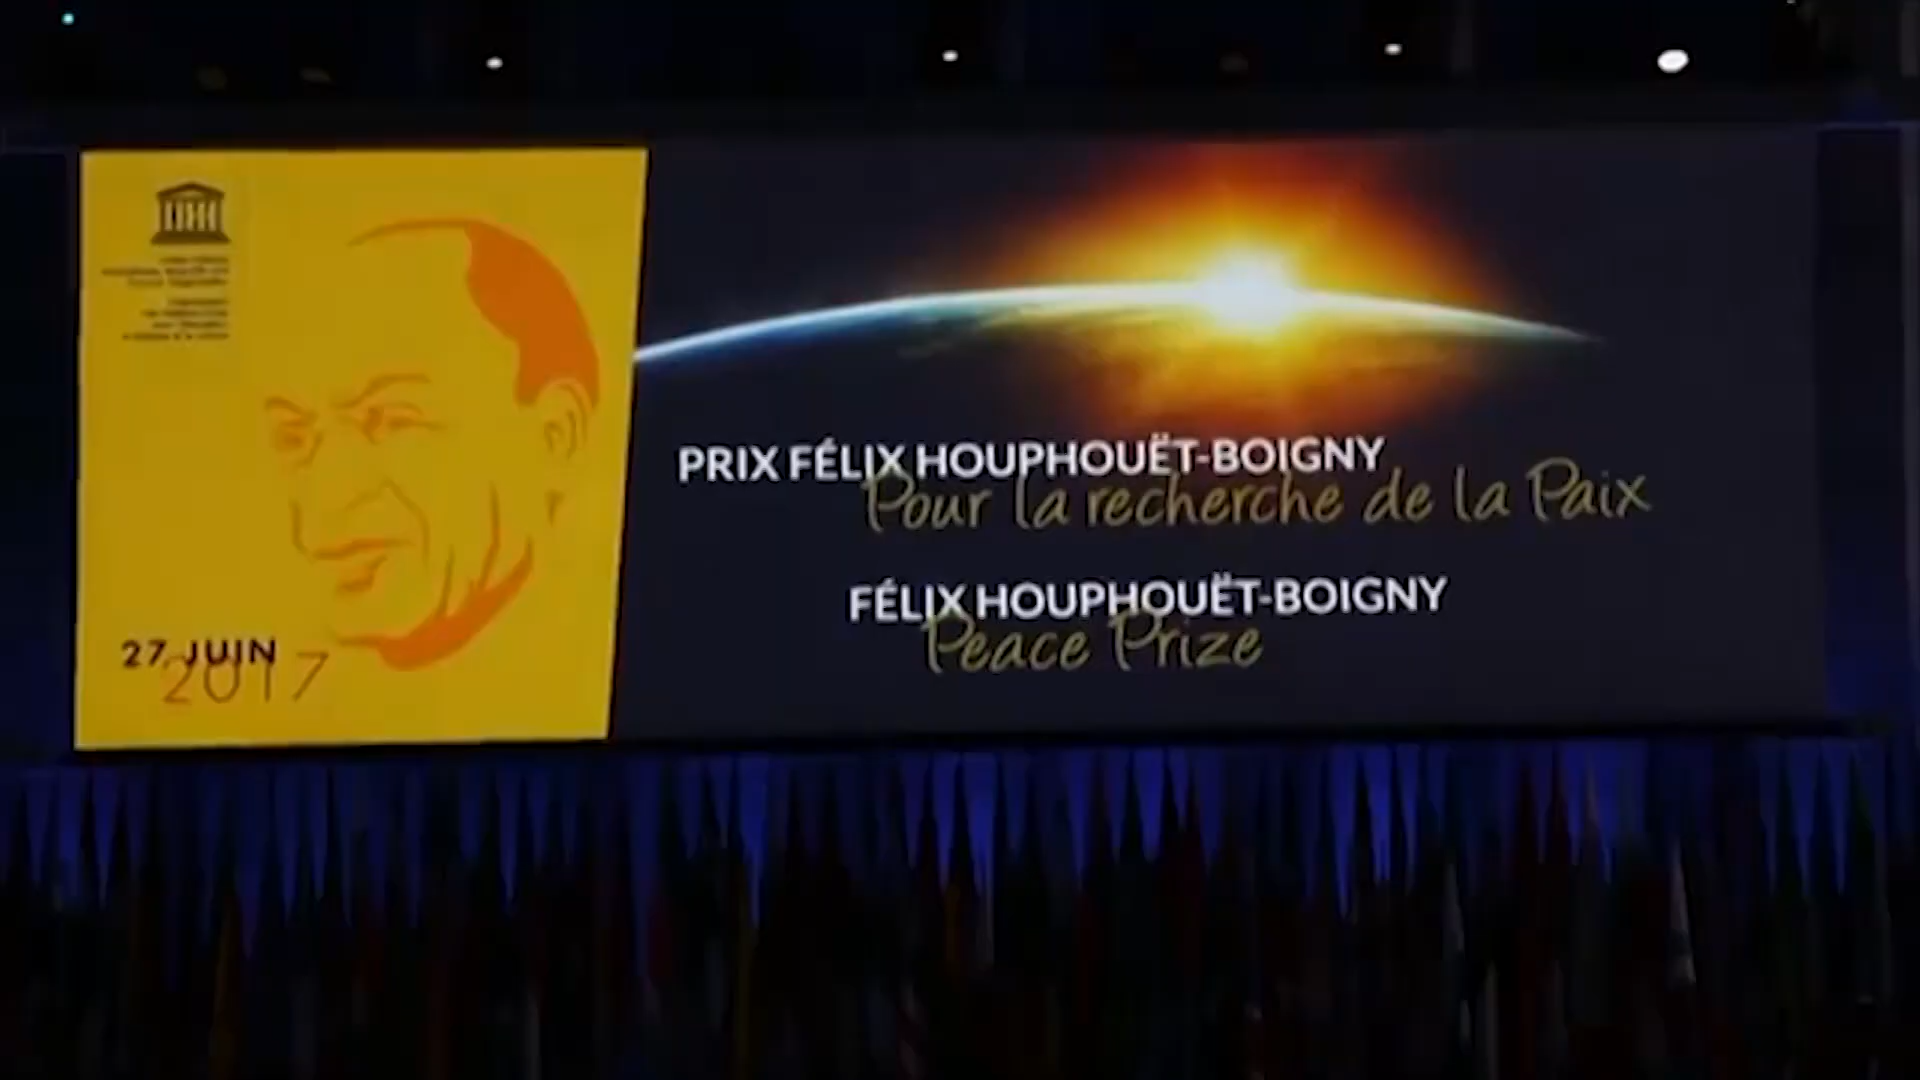 27 JUIN
2017
PRIX FÉLIX HOUPHOUËT-BOIGNY
Pour la recherche de la Paix
FÉLIX HOUPHOUËT-BOIGNY
Peace Prize